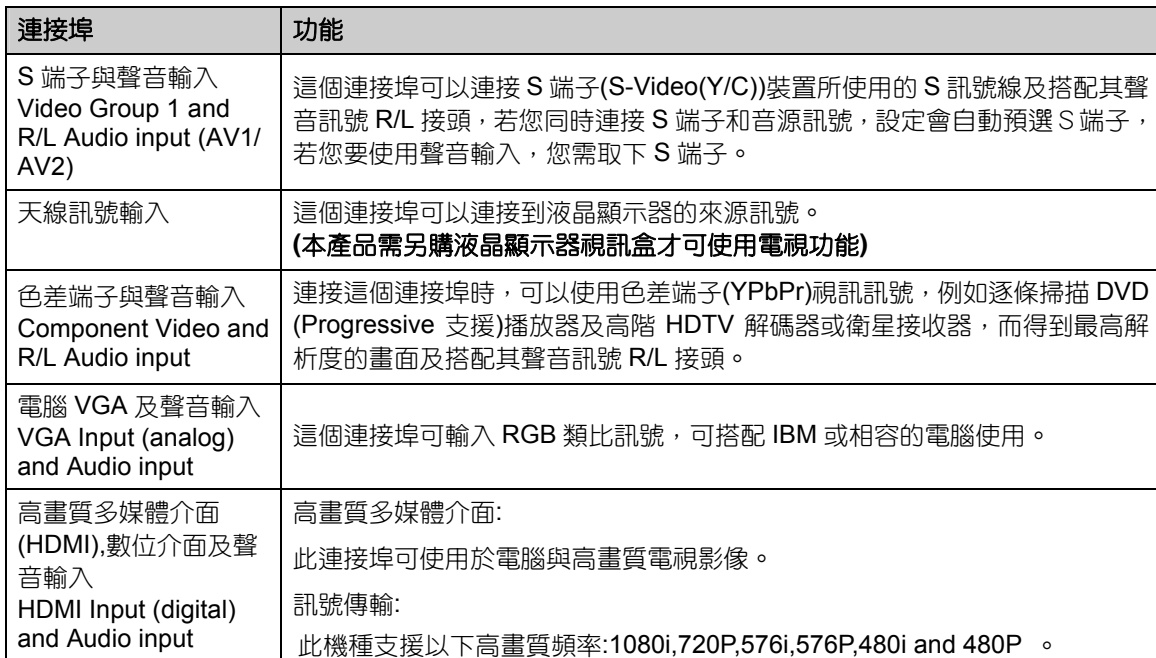 連接埠
功能
S 端子與聲音輸入
Video Group 1 and
R/L Audio input (AV1/
AV2)
這個連接埠可以連接 S 端子(S-Video(Y/C))裝置所使用的 S 訊號線及搭配其聲
音訊號 R/L 接頭，若您同時連接 S 端子和音源訊號，設定會自動預選S端子，
若您要使用聲音輸入，您需取下 S 端子。
天線訊號輸入
這個連接埠可以連接到液晶顯示器的來源訊號。
(本產品需另購液晶顯示器視訊盒才可使用電視功能)
色差端子與聲音輸入
Component Video and
R/L Audio input
連接這個連接埠時，可以使用色差端子(YPbPr)視訊訊號，例如逐條掃描 DVD
(Progressive 支援)播放器及高階 HDTV 解碼器或衛星接收器，而得到最高解
析度的畫面及搭配其聲音訊號 R/L 接頭。
電腦 VGA 及聲音輸入
VGA Input (analog)
and Audio input
這個連接埠可輸入 RGB 類比訊號，可搭配 IBM 或相容的電腦使用。
高畫質多媒體介面
(HDMI),數位介面及聲
音輸入
HDMI Input (digital)
and Audio input
高畫質多媒體介面:
此連接埠可使用於電腦與高畫質電視影像。
訊號傳輸:
此機種支援以下高畫質頻率:1080i,720P,576i,576P,480i and 480P 。